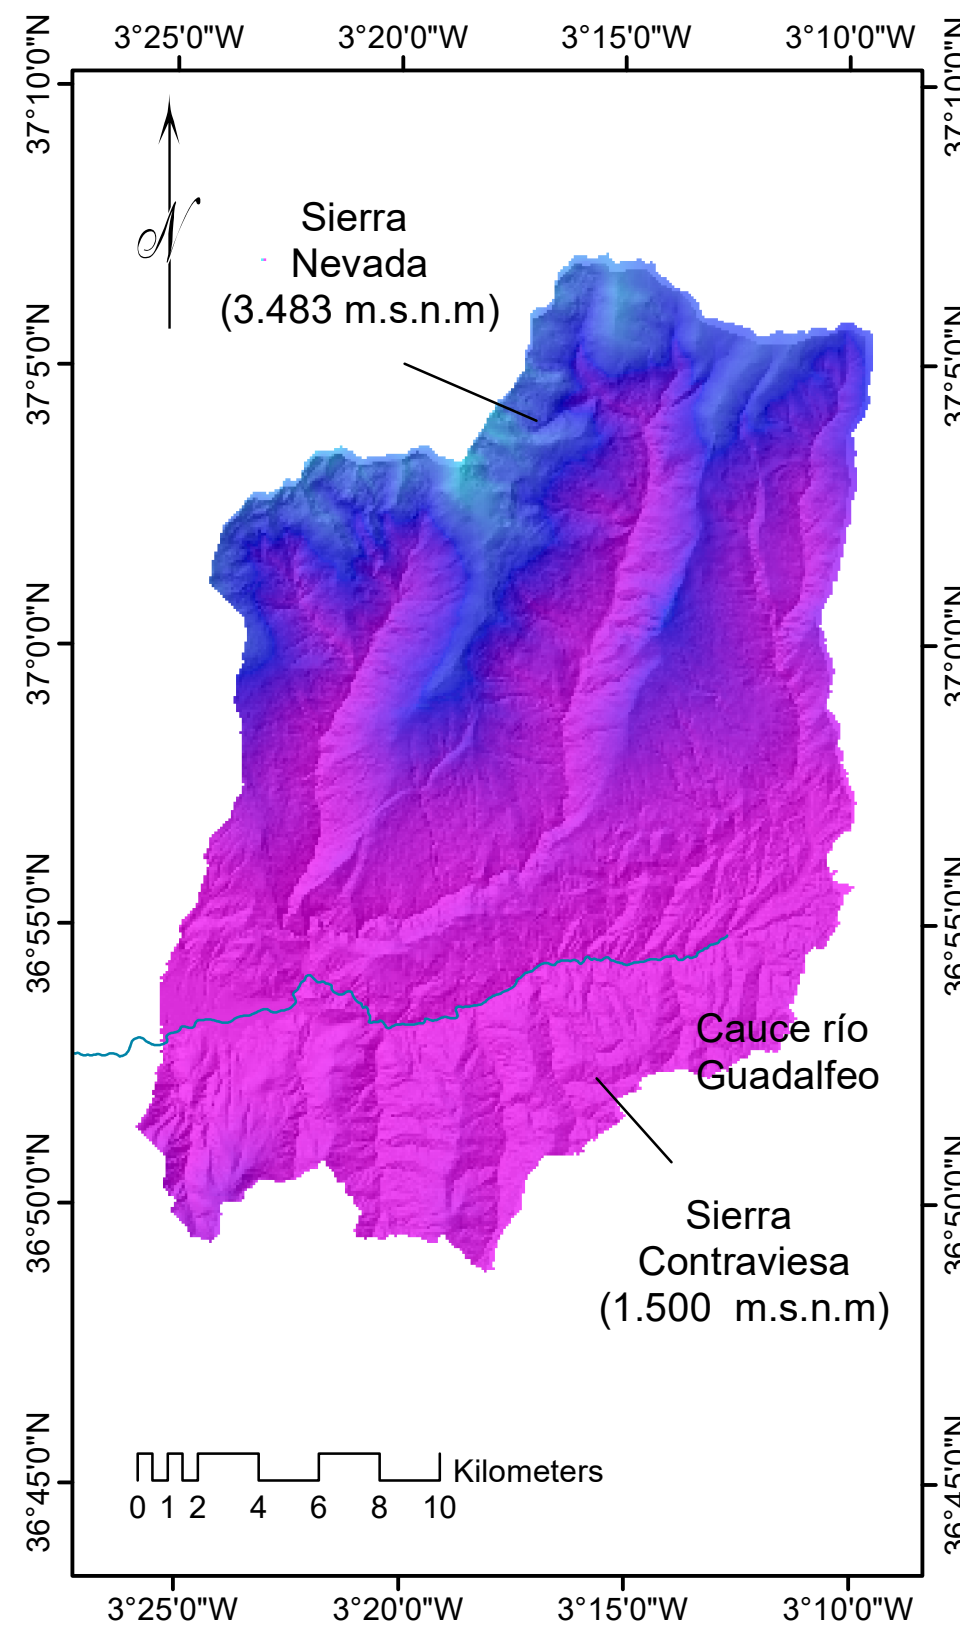 3°25'0"W 3°20'0"W 3°15'0"W 3°10'0"W
37°10'0"N 37°10'0"N
N
Sierra
Nevada
(3.483 m.s.n.m)
37°5'0"N 37°5'0"N
37°0'0"N 37°0'0"N
36°55'0"N 36°55'0"N
Cauce río
Guadalfeo
36°50'0"N 36°50'0"N
Sierra
Contraviesa
(1.500 m.s.n.m)
36°45'0"N 36°45'0"N
Kilometers
0 1 2 4 6 8 10
3°25'0"W 3°20'0"W 3°15'0"W 3°10'0"W